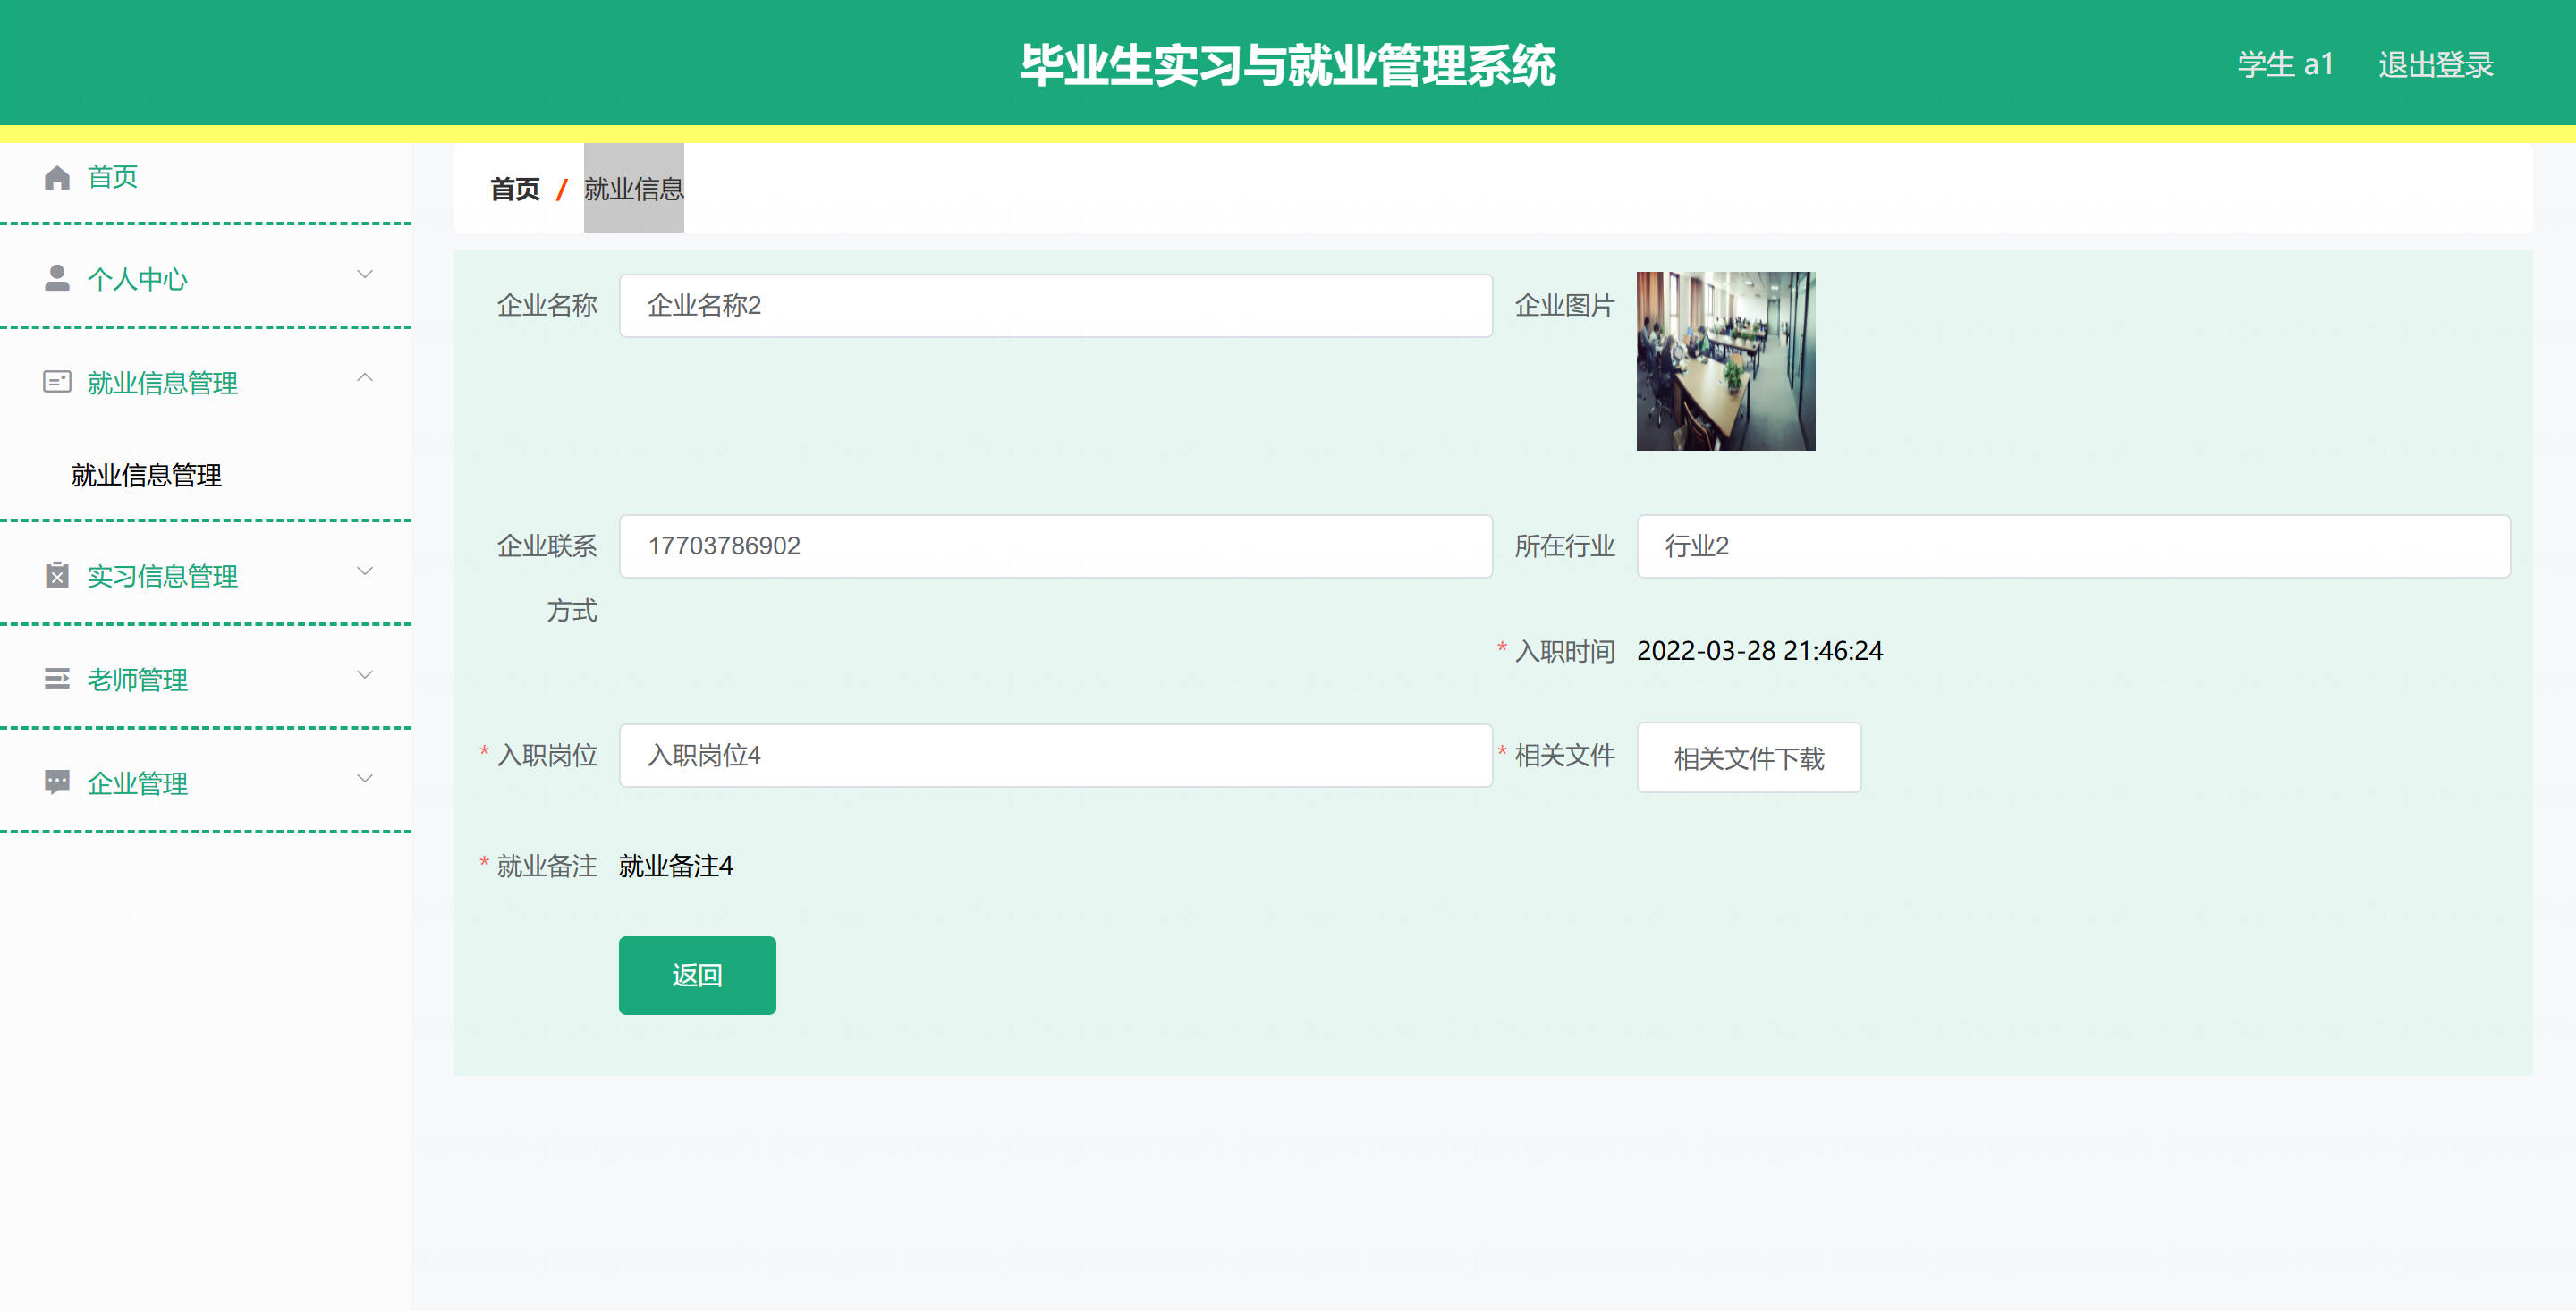 毕业生实习与就业管理系统
学生 a1 退出登录
首页
个人中心
就业信息管理
就业信息管理
实习信息管理
老师管理
企业管理
首页 / 就业信息
企业名称 企业名称2 企业图片
企业联系 17703786902 所在行业 行业2
方式
* 入职时间 2022-03-28 21:46:24
* 入职岗位 入职岗位4 * 相关文件 相关文件下载
* 就业备注 就业备注4
返回